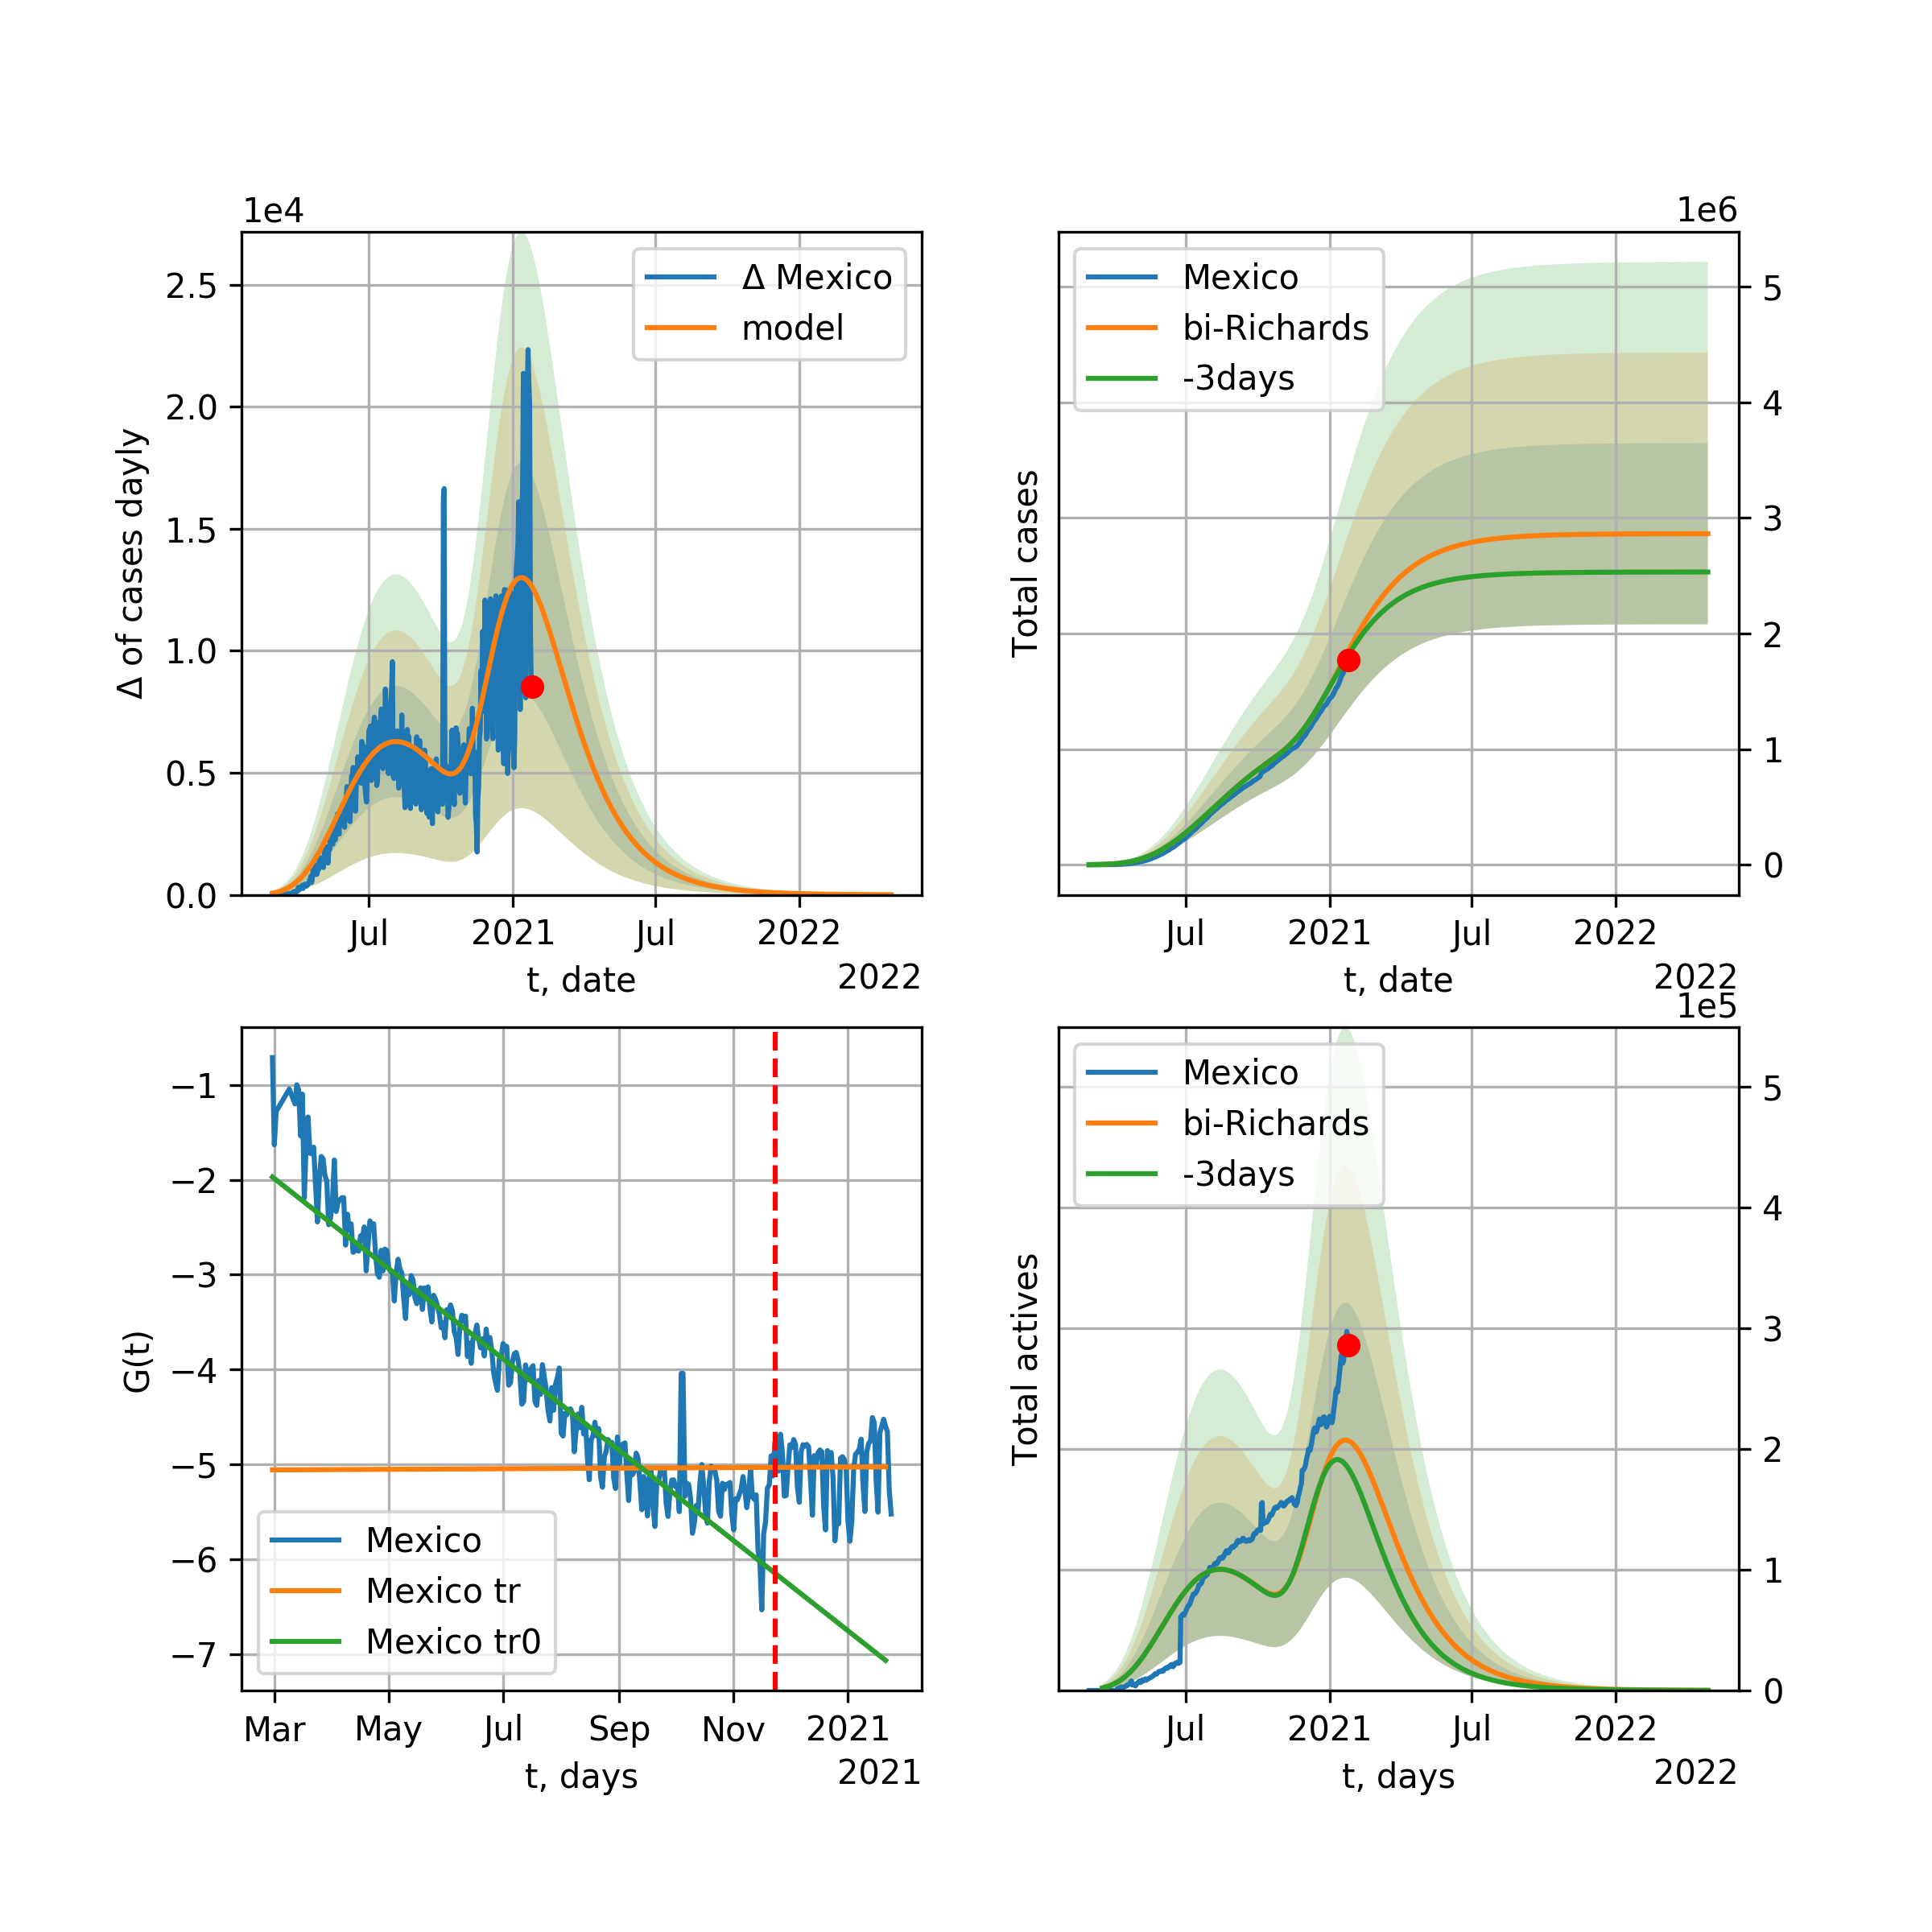 1e4
Δ of cases dayly
2.5
2.0
1.5
1.0
0.5
0.0
Δ Mexico
model
Jul
2021
Jul
2022
t, date
2022
1e6
Total cases
Mexico
bi-Richards
-3days
5
4
3
2
1
0
Jul
2021
Jul
2022
t, date
2022
G(t)
−1
−2
−3
−4
−5
−6
−7
Mexico
Mexico tr
Mexico tr0
Mar
May
Jul
Sep
Nov
2021
t, days
2021
1e5
Total actives
Mexico
bi-Richards
-3days
5
4
3
2
1
0
Jul
2021
Jul
2022
t, days
2022